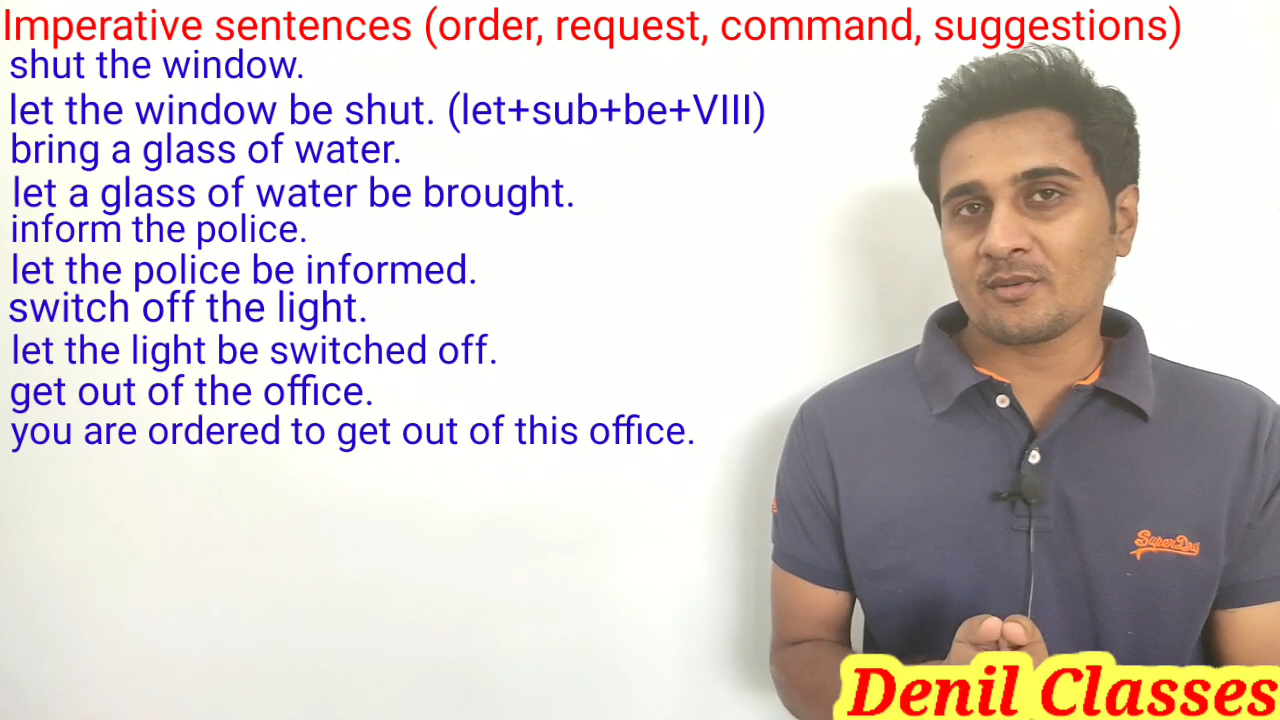 Imperative sentences (order, request, command, suggestions)
shut the window.
let the window be shut. (let+sub+be+VIII)
bring a glass of water.
let a glass of water be brought.
inform the police.
let the police be informed.
switch off the light.
let the light be switched off.
get out of the office.
you are ordered to get out of this office.
SuperDry
Denil Classes